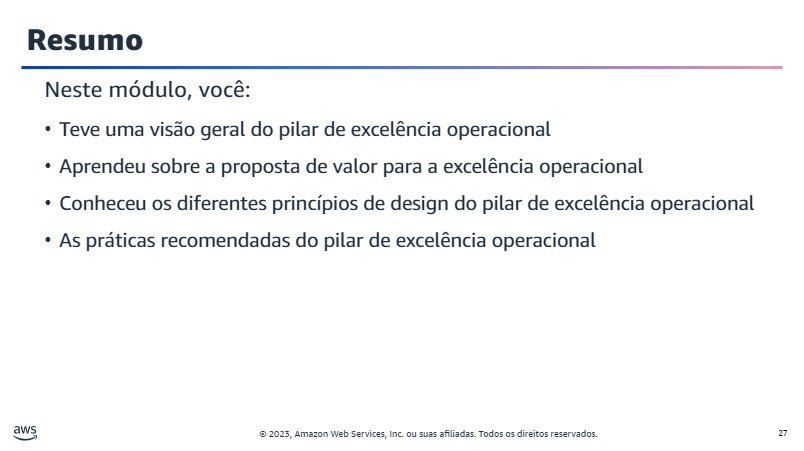 Resumo
Neste módulo, você:
• Teve uma visão geral do pilar de excelência operacional
• Aprendeu sobre a proposta de valor para a excelência operacional
• Conheceu os diferentes princípios de design do pilar de excelência operacional
• As práticas recomendadas do pilar de excelência operacional
aws
© 2023, Amazon Web Services, Inc. ou suas afiliadas. Todos os direitos reservados.
27